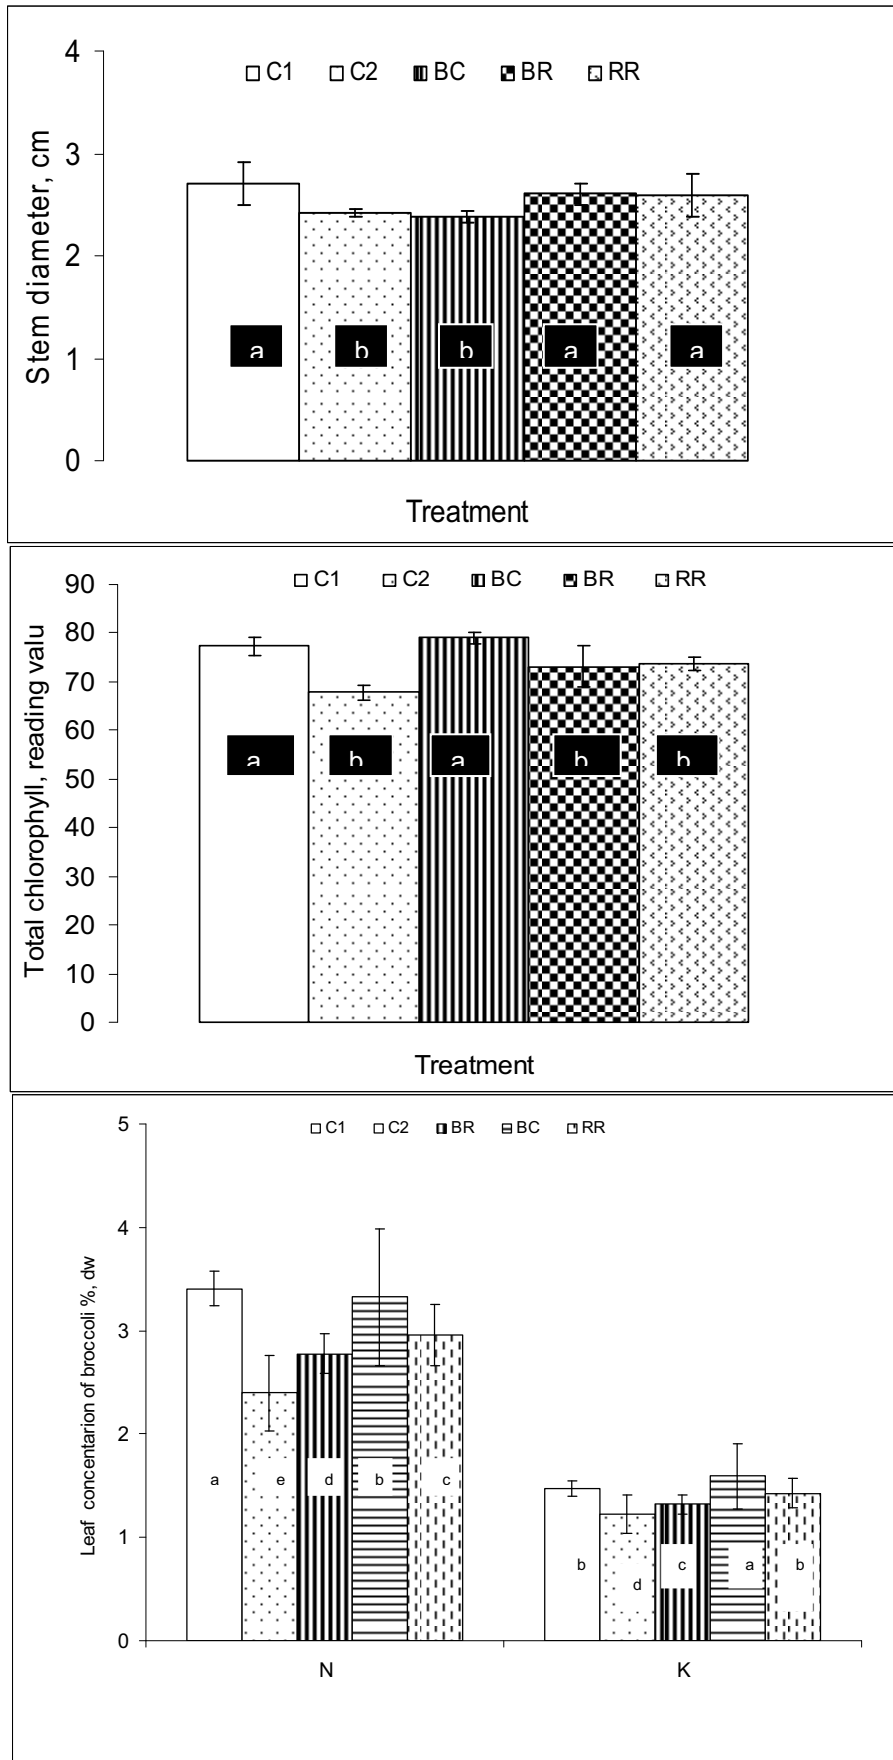 4
C1 C2 BC BR RR
3
2
1
0
Stem diameter, cm
a b b a a
Treatment
90
C1 C2 BC BR RR
80
70
60
50
40
30
20
10
0
Total chlorophyll, reading valu
a b a b b
Treatment
5
C1 C2 BR BC RR
4
3
2
1
0
Leaf concentarion of broccoli %, dw
a e d b c
b d c a b
N K